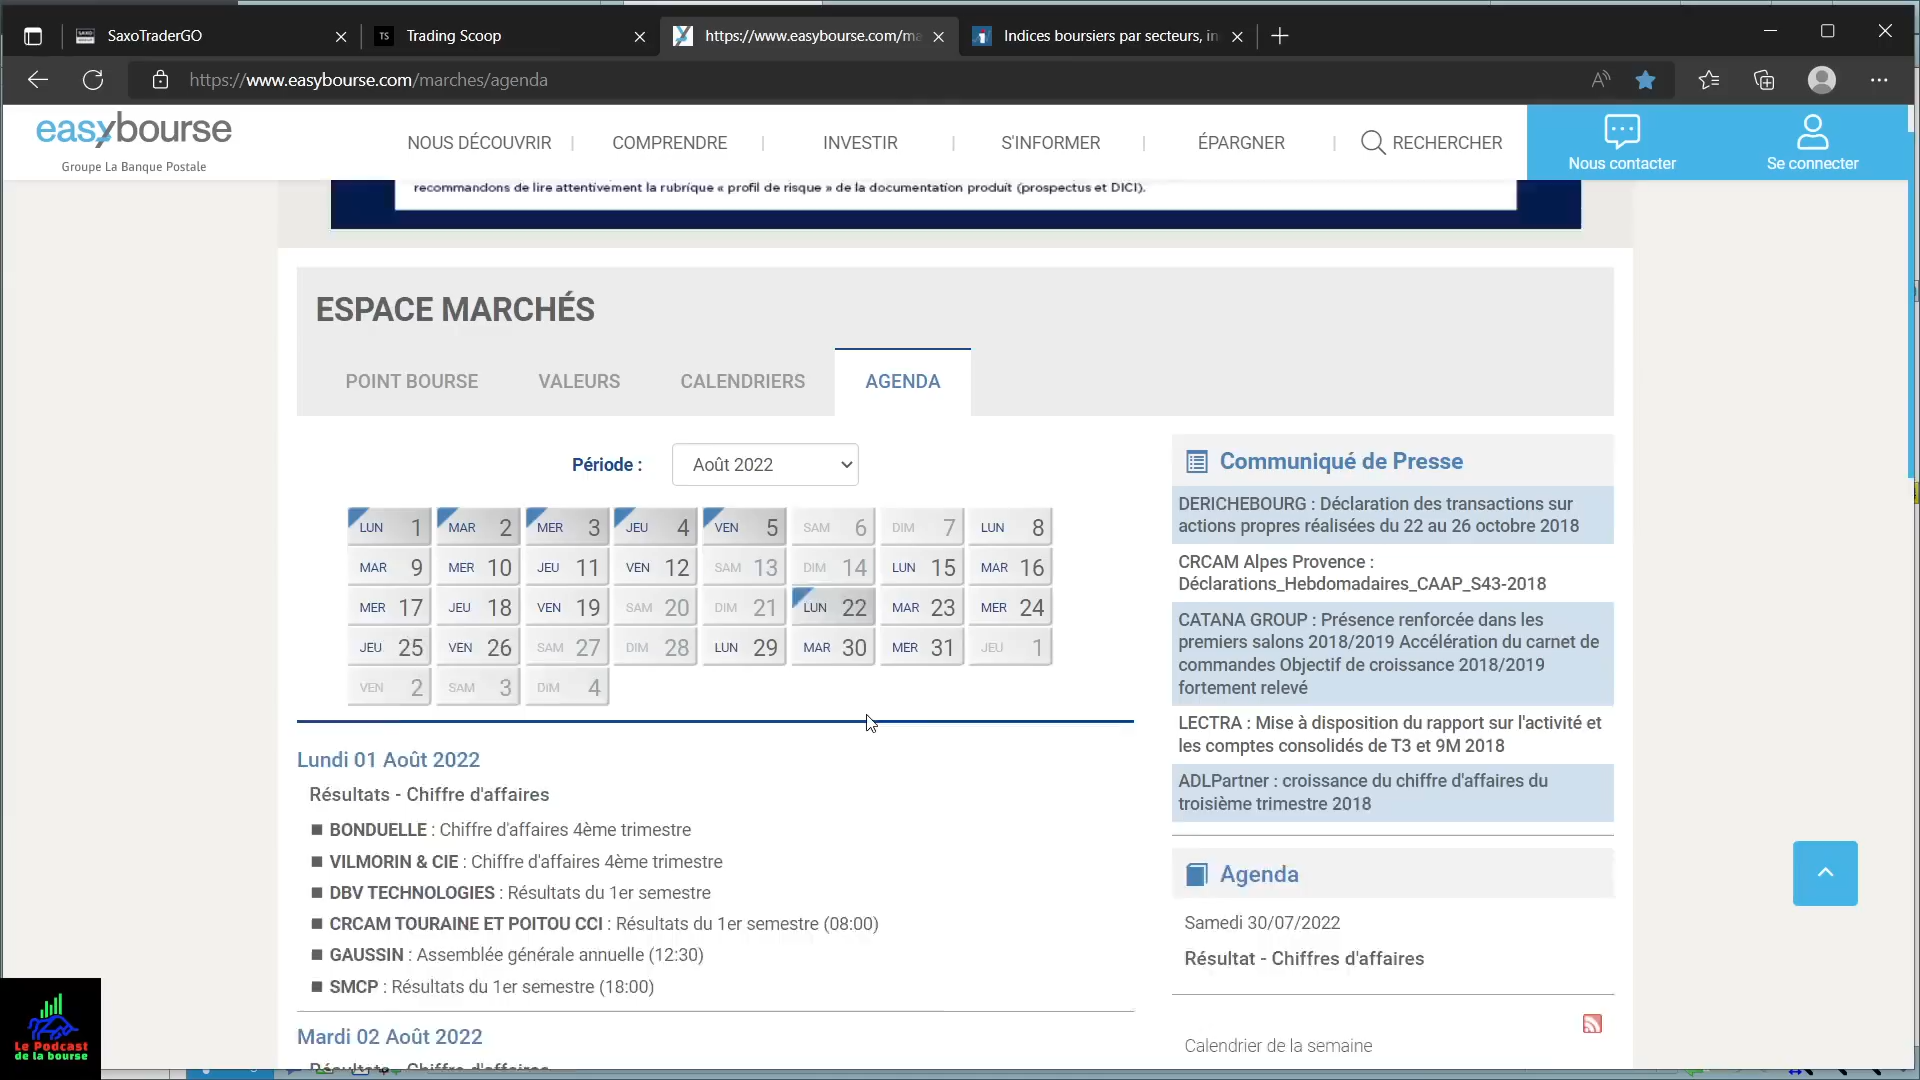 SaxoTraderGO
TS Trading Scoop
https://www.easybourse.com/ma
Indices boursiers par secteurs, in
https://www.easybourse.com/marches/agenda
easybourse
Groupe La Banque Postale
NOUS DÉCOUVRIR
COMPRENDRE
INVESTIR
S'INFORMER
ÉPARGNER
RECHERCHER
Nous contacter
Se connecter
recommandons de lire attentivement la rubrique « profil de risque » de la documentation produit (prospectus et DICI).
ESPACE MARCHÉS
POINT BOURSE
VALEURS
CALENDRIERS
AGENDA
Période :
Août 2022
LUN 1 MAR 2 MER 3 JEU 4 VEN 5 SAM 6 DIM 7 LUN 8
MAR 9 MER 10 JEU 11 VEN 12 SAM 13 DIM 14 LUN 15 MAR 16
MER 17 JEU 18 VEN 19 SAM 20 DIM 21 LUN 22 MAR 23 MER 24
JEU 25 VEN 26 SAM 27 DIM 28 LUN 29 MAR 30 MER 31 JEU 1
VEN 2 SAM 3 DIM 4
Lundi 01 Août 2022
Résultats - Chiffre d'affaires
■ BONDUELLE : Chiffre d'affaires 4ème trimestre
■ VILMORIN & CIE : Chiffre d'affaires 4ème trimestre
■ DBV TECHNOLOGIES : Résultats du 1er semestre
■ CRCAM TOURAINE ET POITOU CCI : Résultats du 1er semestre (08:00)
■ GAUSSIN : Assemblée générale annuelle (12:30)
■ SMCP : Résultats du 1er semestre (18:00)
Mardi 02 Août 2022
Résultats - Chiffre d'affaires
Communiqué de Presse
DERICHEBOURG : Déclaration des transactions sur
actions propres réalisées du 22 au 26 octobre 2018
CRCAM Alpes Provence :
Déclarations_Hebdomadaires_CAAP_S43-2018
CATANA GROUP : Présence renforcée dans les
premiers salons 2018/2019 Accélération du carnet de
commandes Objectif de croissance 2018/2019
fortement relevé
LECTRA : Mise à disposition du rapport sur l'activité et
les comptes consolidés de T3 et 9M 2018
ADLPartner : croissance du chiffre d'affaires du
troisième trimestre 2018
Agenda
Samedi 30/07/2022
Résultat - Chiffres d'affaires
Calendrier de la semaine
Le Podcast
de la bourse